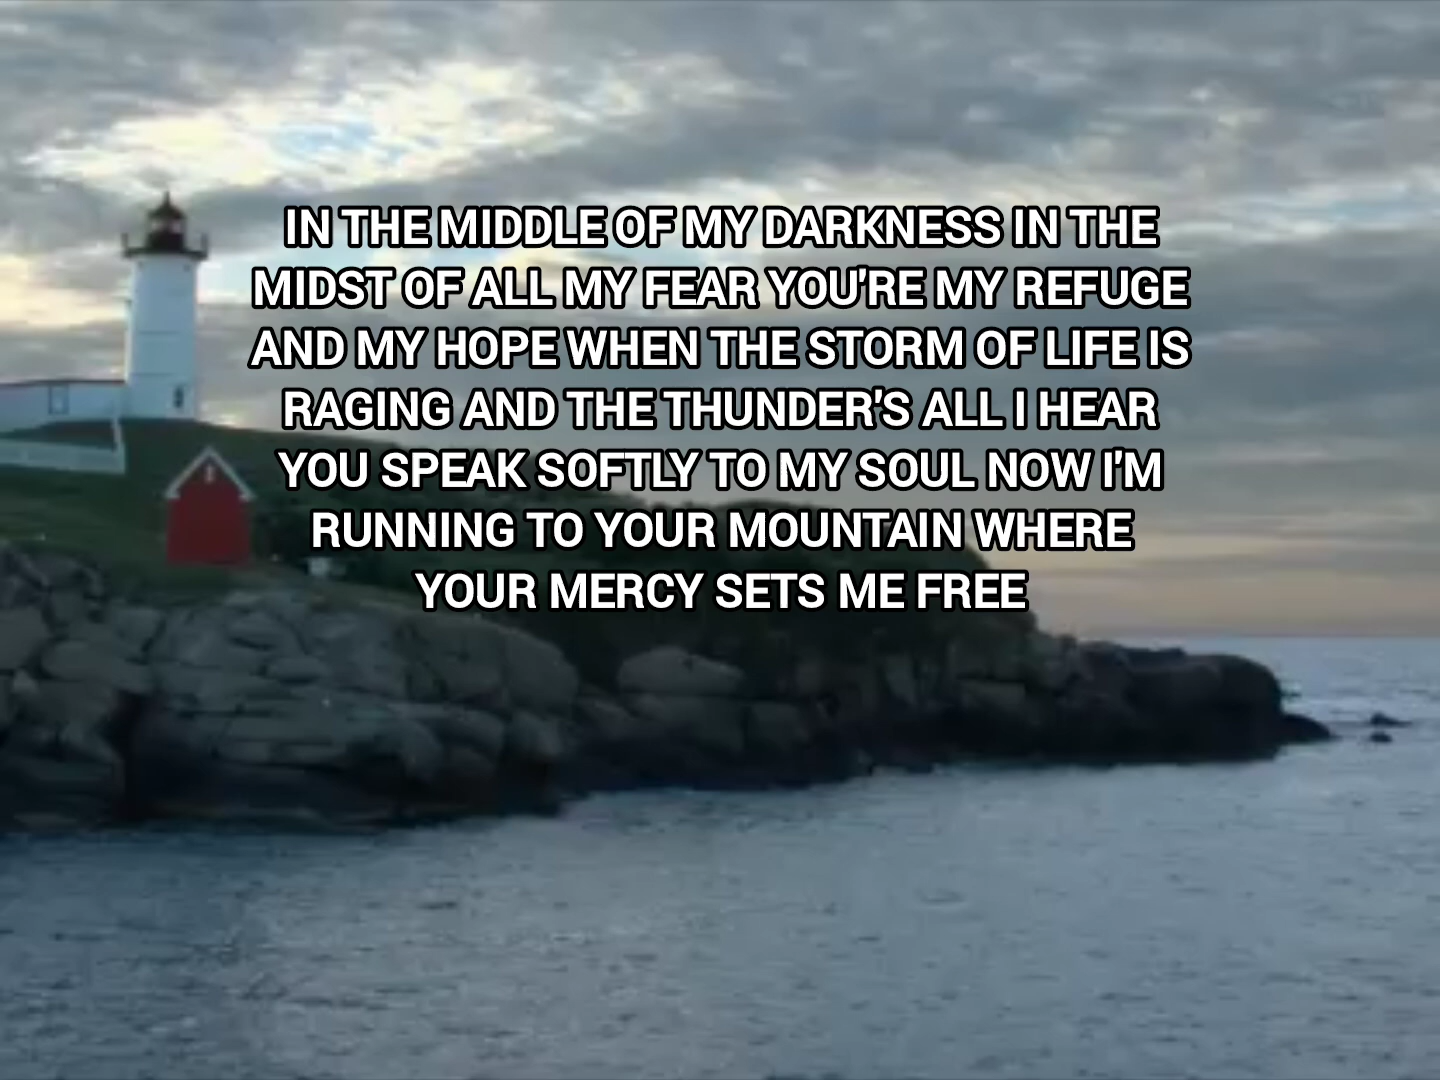 IN THE MIDDLE OF MY DARKNESS IN THE
MIDST OF ALL MY FEAR YOU'RE MY REFUGE
AND MY HOPE WHEN THE STORM OF LIFE IS
RAGING AND THE THUNDER'S ALL I HEAR
YOU SPEAK SOFTLY TO MY SOUL NOW I'M
RUNNING TO YOUR MOUNTAIN WHERE
YOUR MERCY SETS ME FREE